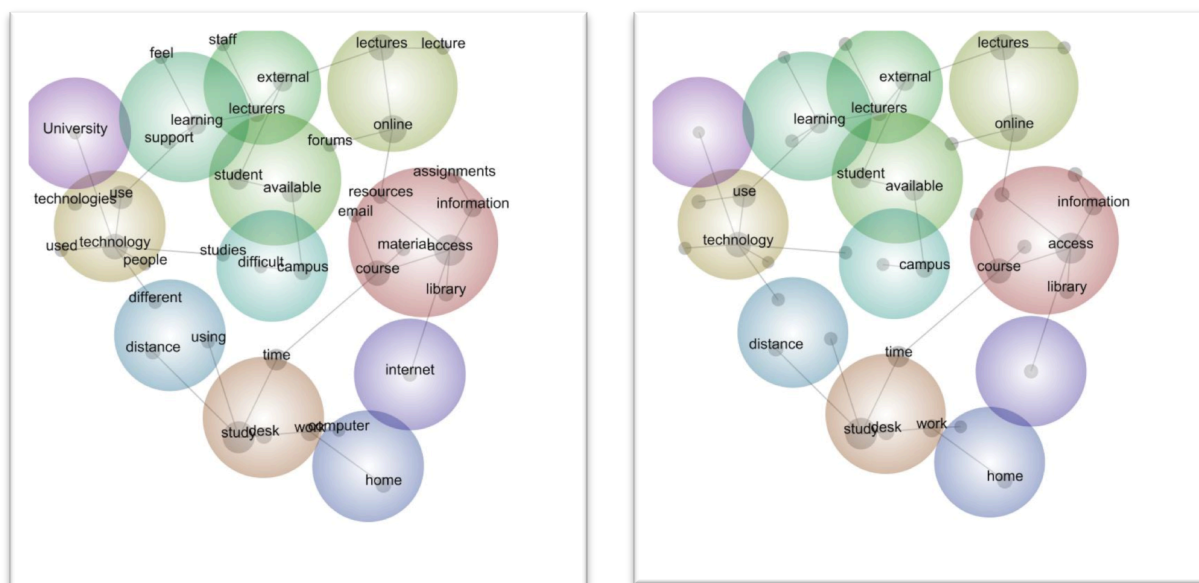 staff
lectures
lecture
feel
external
lecturers
learning
University
online
support
forums
student
assignments
available
resources
use
technologies
information
email
technology
material
access
used
studies
people
difficult
campus
course
library
different
using
distance
time
internet
study
desk
work
computer
home
lectures
external
lecturers
learning
online
student
available
use
information
technology
access
campus
course
library
distance
time
study
desk
work
home